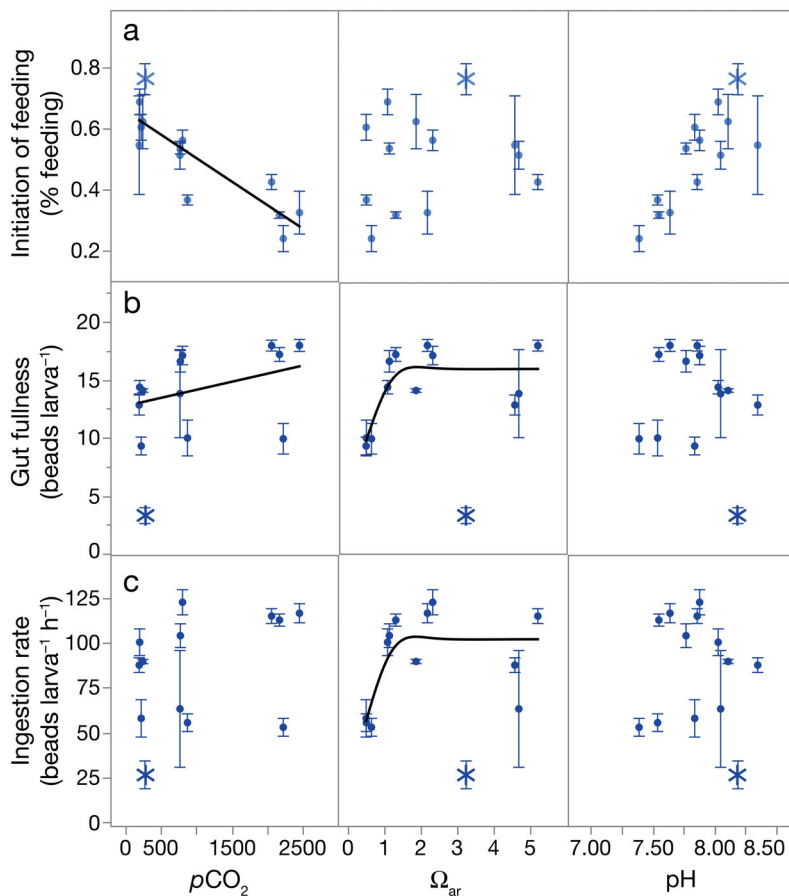 a
Initiation of feeding
(% feeding)
0.8
0.6
0.4
0.2
b
Gut fullness
(beads larva⁻¹)
20
15
10
5
0
c
Ingestion rate
(beads larva⁻¹ h⁻¹)
125
100
75
50
25
0
0 500 1500 2500 0 1 2 3 4 5 7.00 7.50 8.00 8.50
pCO₂ Ωar pH